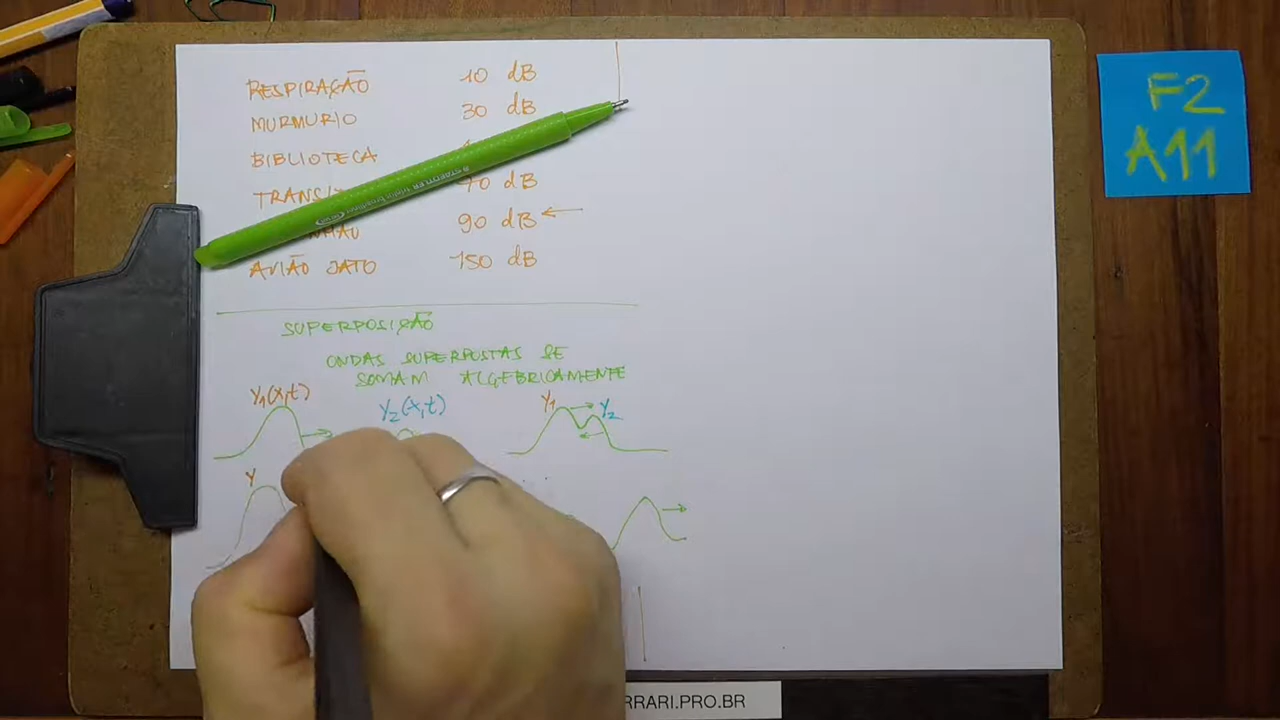 RESPIRAÇÃO 10 dB
MURMURIO 30 dB
BIBLIOTECA
70 dB
90 dB
AVIÃO JATO 150 dB
SUPERPOSIÇÃO
ONDAS SUPERPOSTAS SE
SOMAM ALGEBRICAMENTE
Y1(x,t)
Y2(x,t)
Y1
Y2
Y
F2
A11
RRARI.PRO.BR